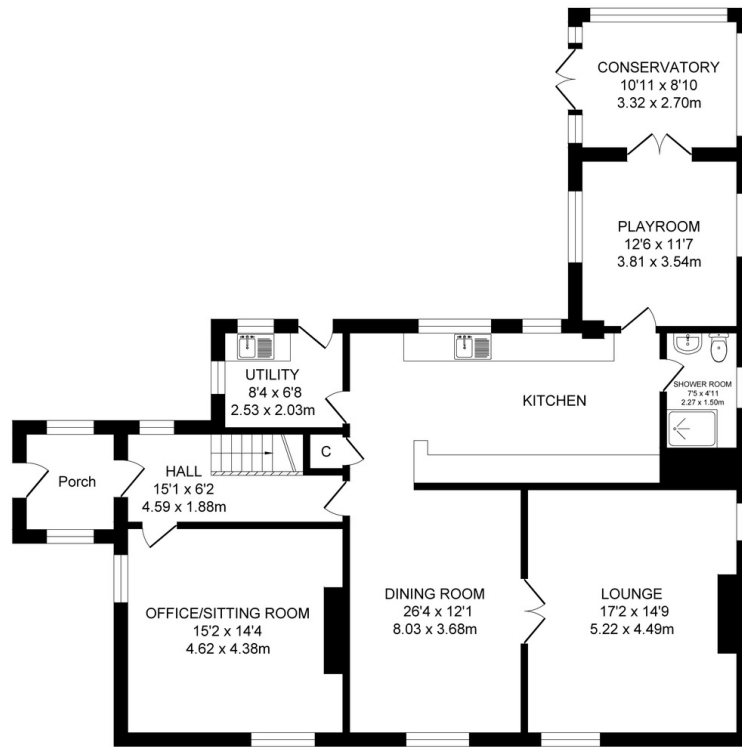 CONSERVATORY
10'11 x 8'10
3.32 x 2.70m
PLAYROOM
12'6 x 11'7
3.81 x 3.54m
UTILITY
8'4 x 6'8
2.53 x 2.03m
KITCHEN
SHOWER ROOM
7'5 x 4'11
2.27 x 1.50m
Porch
HALL
15'1 x 6'2
4.59 x 1.88m
C
OFFICE/SITTING ROOM
15'2 x 14'4
4.62 x 4.38m
DINING ROOM
26'4 x 12'1
8.03 x 3.68m
LOUNGE
17'2 x 14'9
5.22 x 4.49m